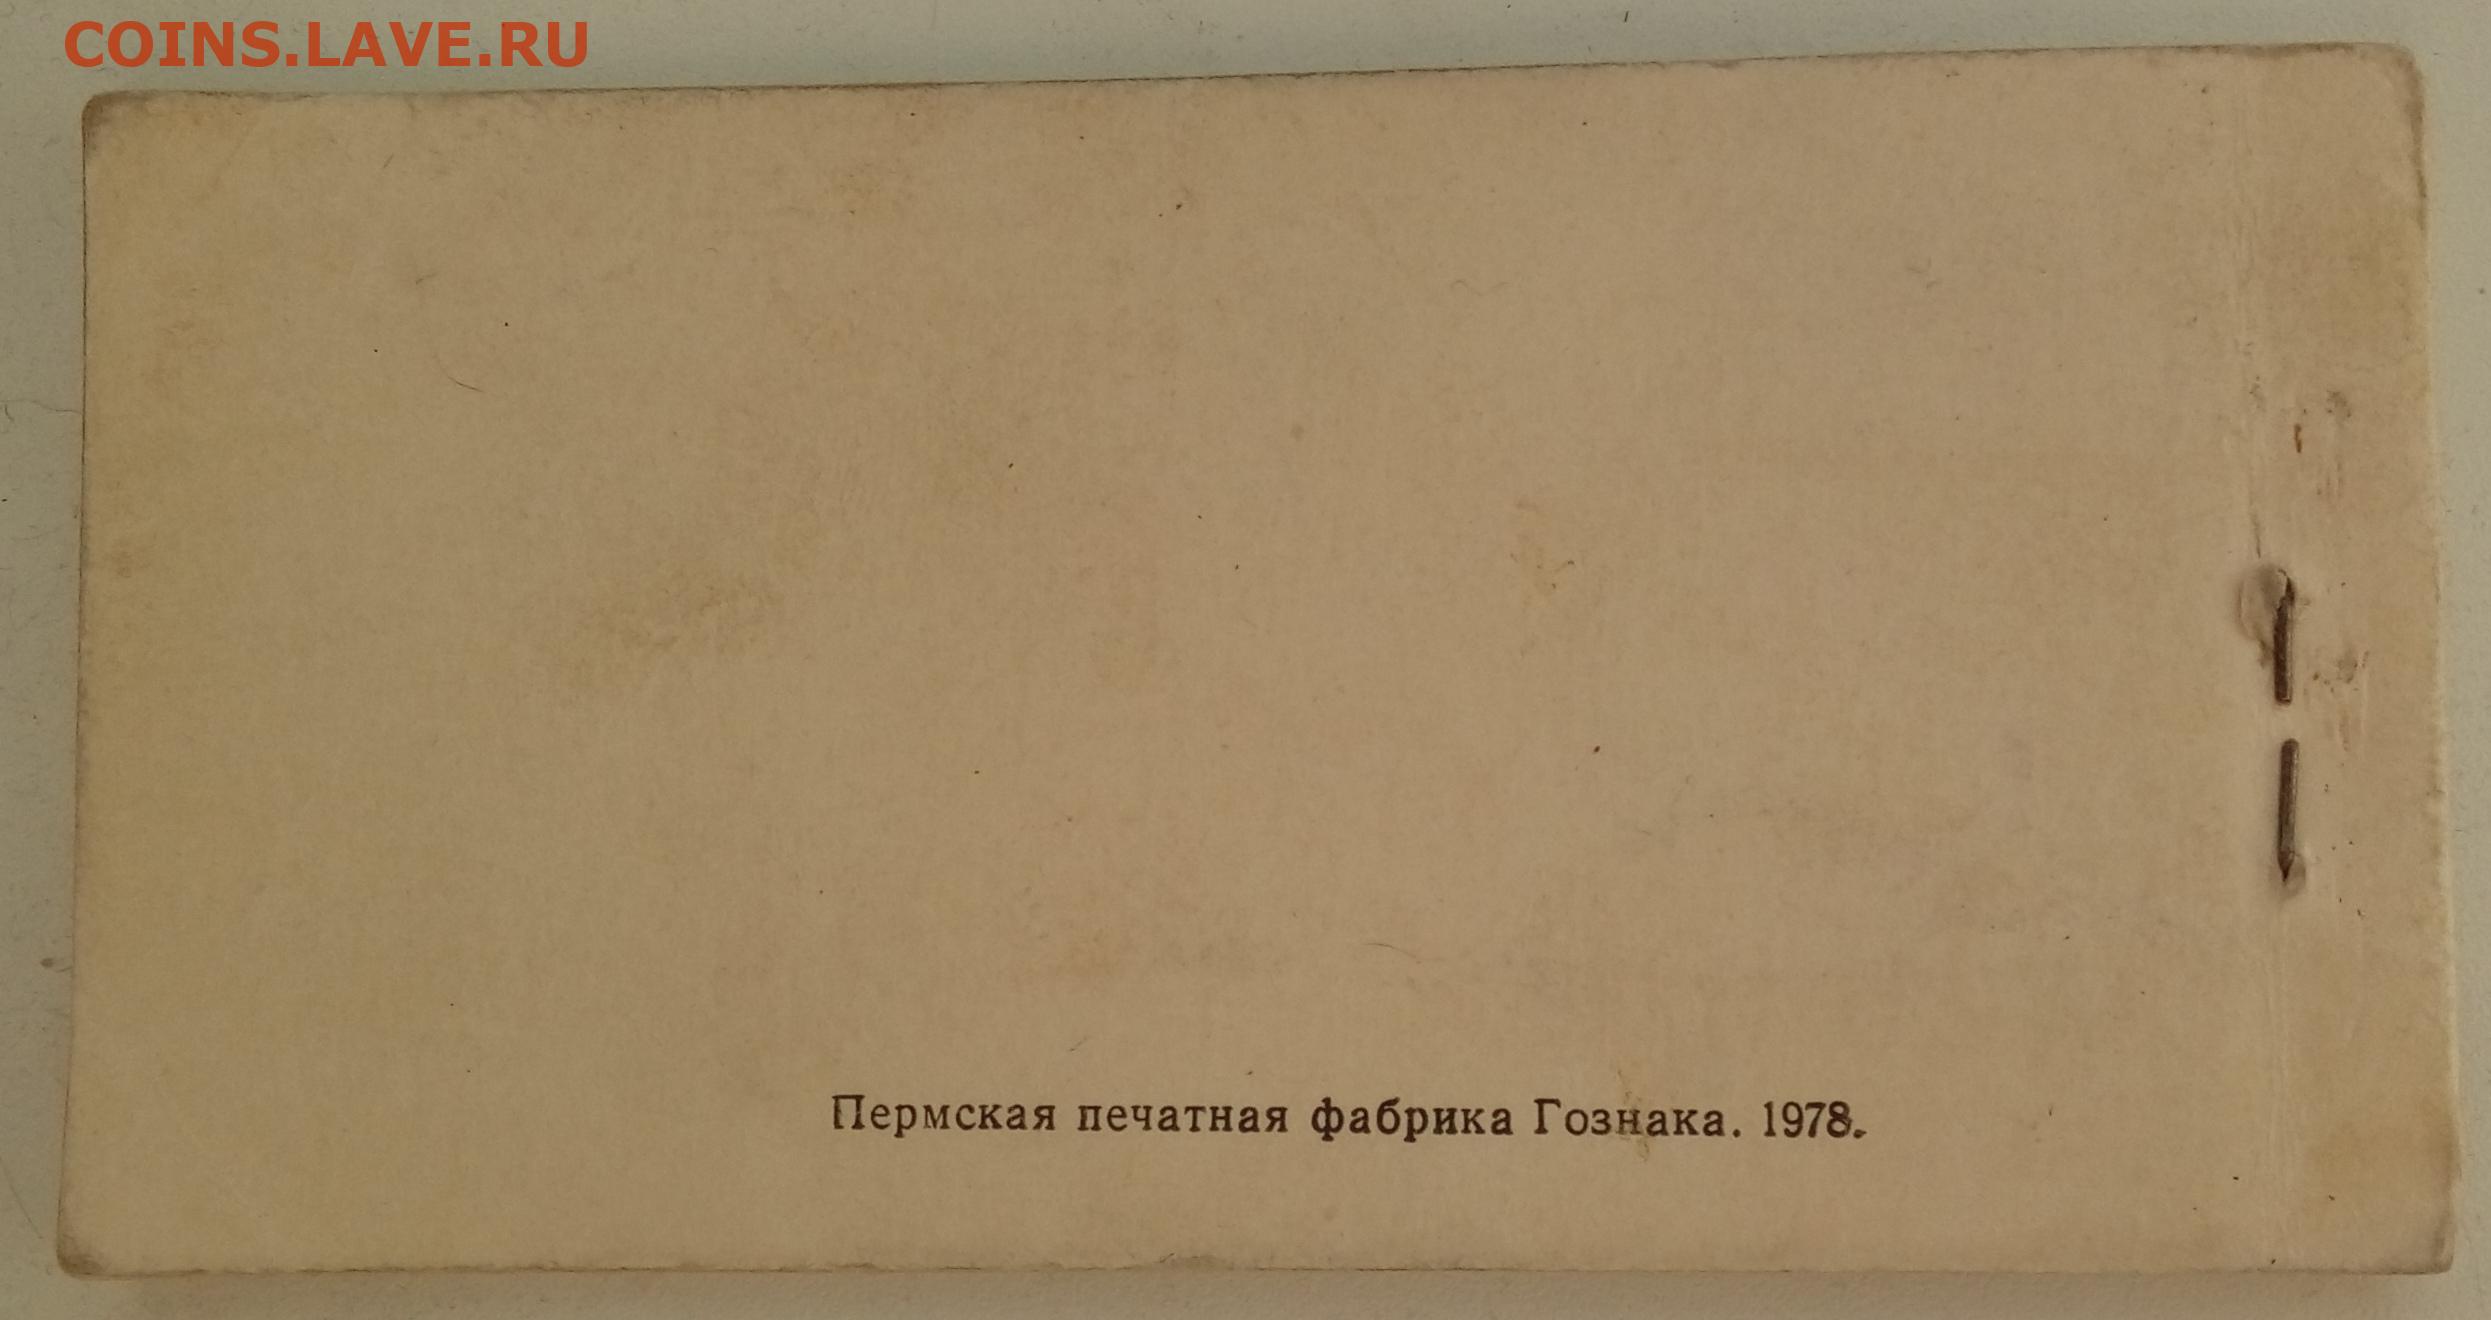 COINS.LAVE.RU
Пермская печатная фабрика Гознака. 1978.